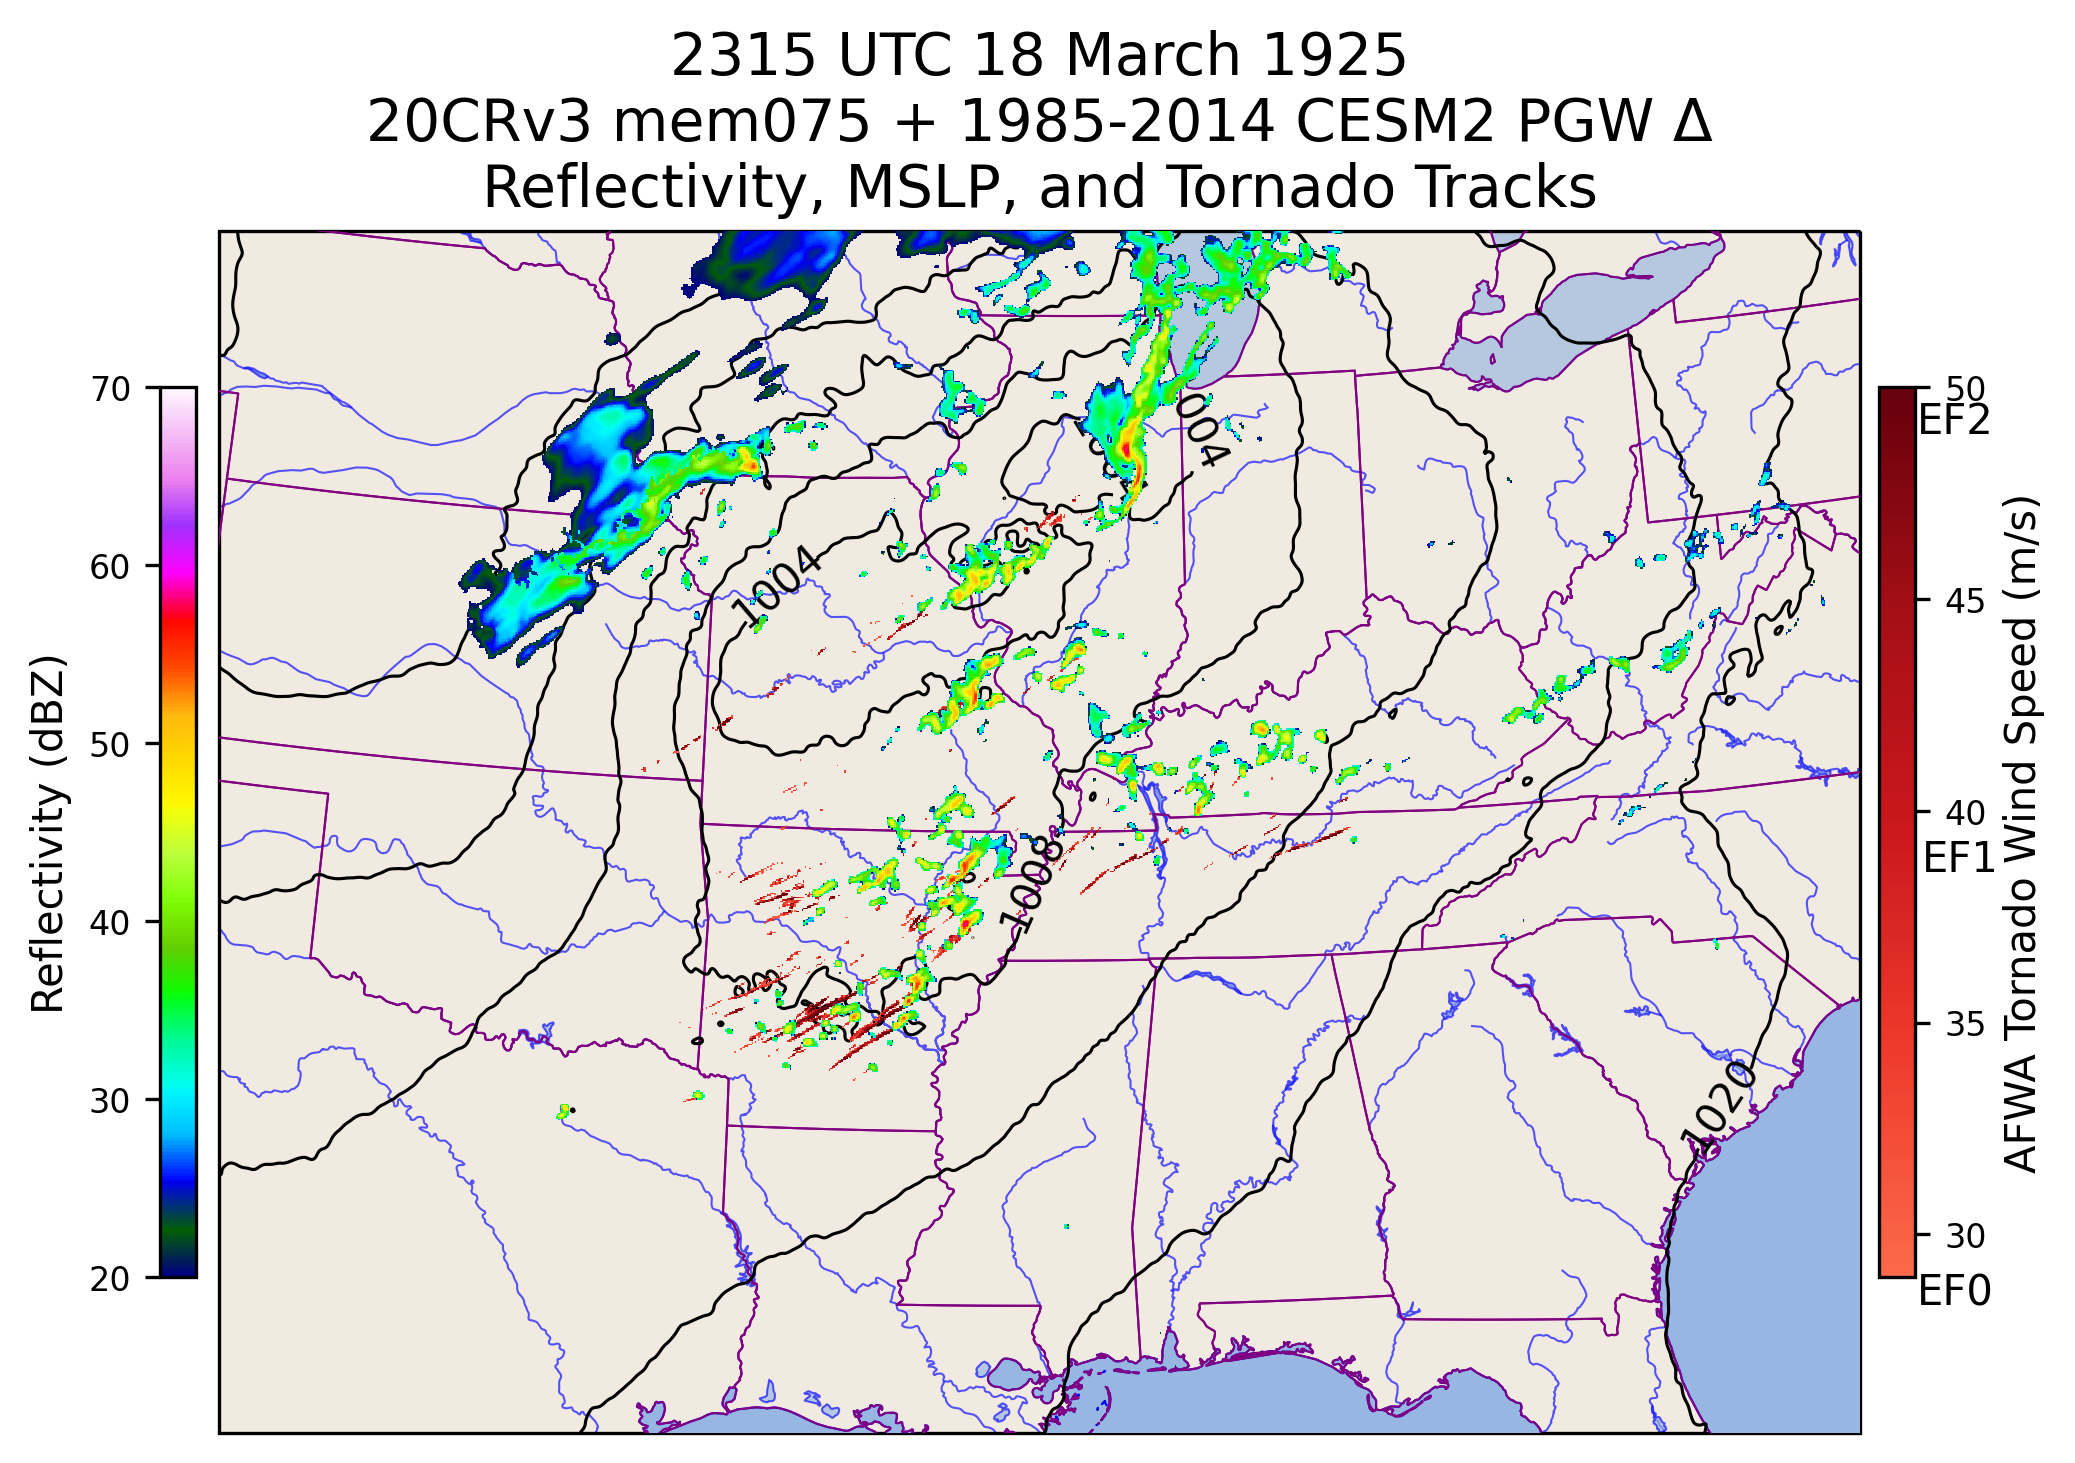 2315 UTC 18 March 1925
20CRv3 mem075 + 1985-2014 CESM2 PGW Δ
Reflectivity, MSLP, and Tornado Tracks
Reflectivity (dBZ)
70
60
50
40
30
20
004
1004
1008
1020
50
EF2
45
40
EF1
35
30
EF0
AFWA Tornado Wind Speed (m/s)